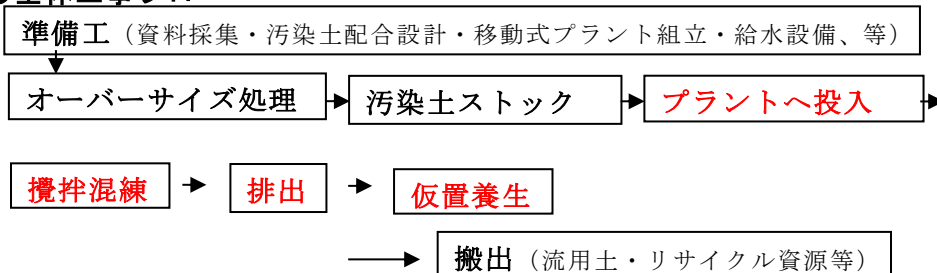 準備工（資料採集・汚染土配合設計・移動式プラント組立・給水設備、等）
オーバーサイズ処理
汚染土ストック
プラントへ投入
攪拌混練
排出
仮置養生
搬出（流用土・リサイクル資源等）